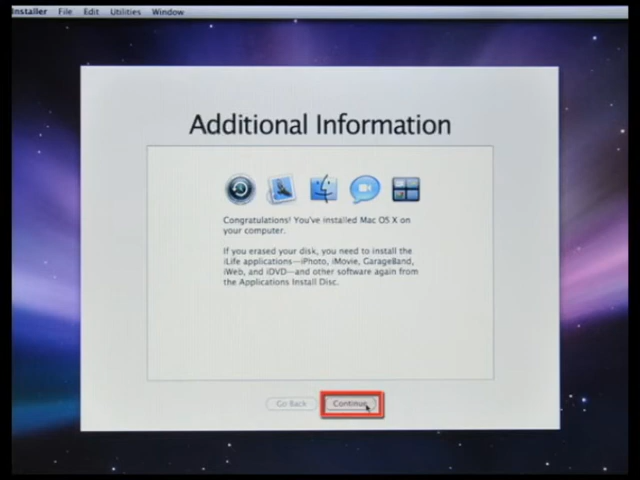 Installer File Edit Utilities Window
Additional Information
Congratulations! You've installed Mac OS X on
your computer.
If you erased your disk, you need to install the
iLife applications—iPhoto, iMovie, GarageBand,
iWeb, and iDVD—and other software again from
the Applications Install Disc.
Go Back Continue